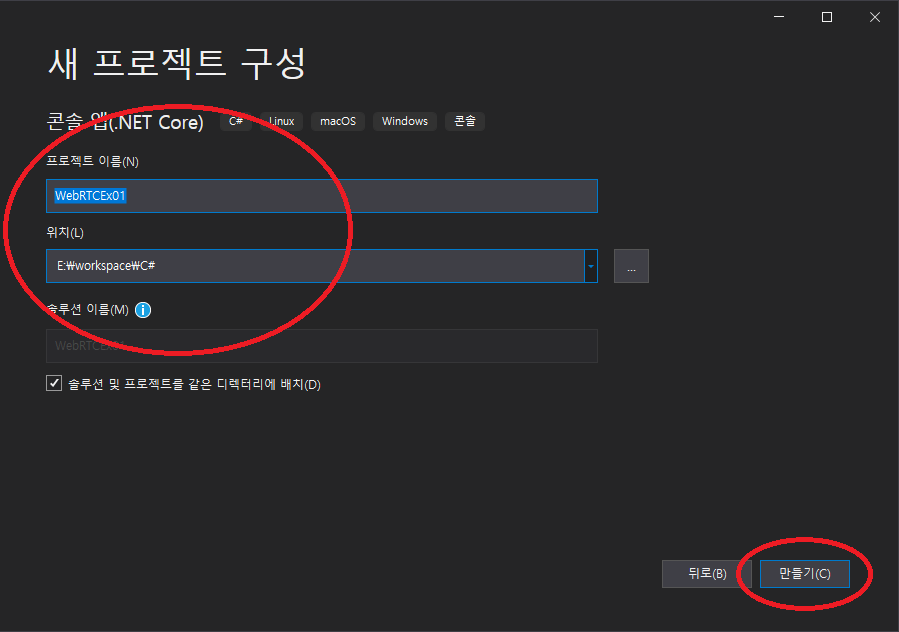 새 프로젝트 구성
콘솔 앱(.NET Core) C# Linux macOS Windows 콘솔
프로젝트 이름(N)
WebRTCEx01
위치(L)
E:₩workspace₩C#
...
솔루션 이름(M)
WebRTCEx01
솔루션 및 프로젝트를 같은 디렉터리에 배치(D)
뒤로(B) 만들기(C)